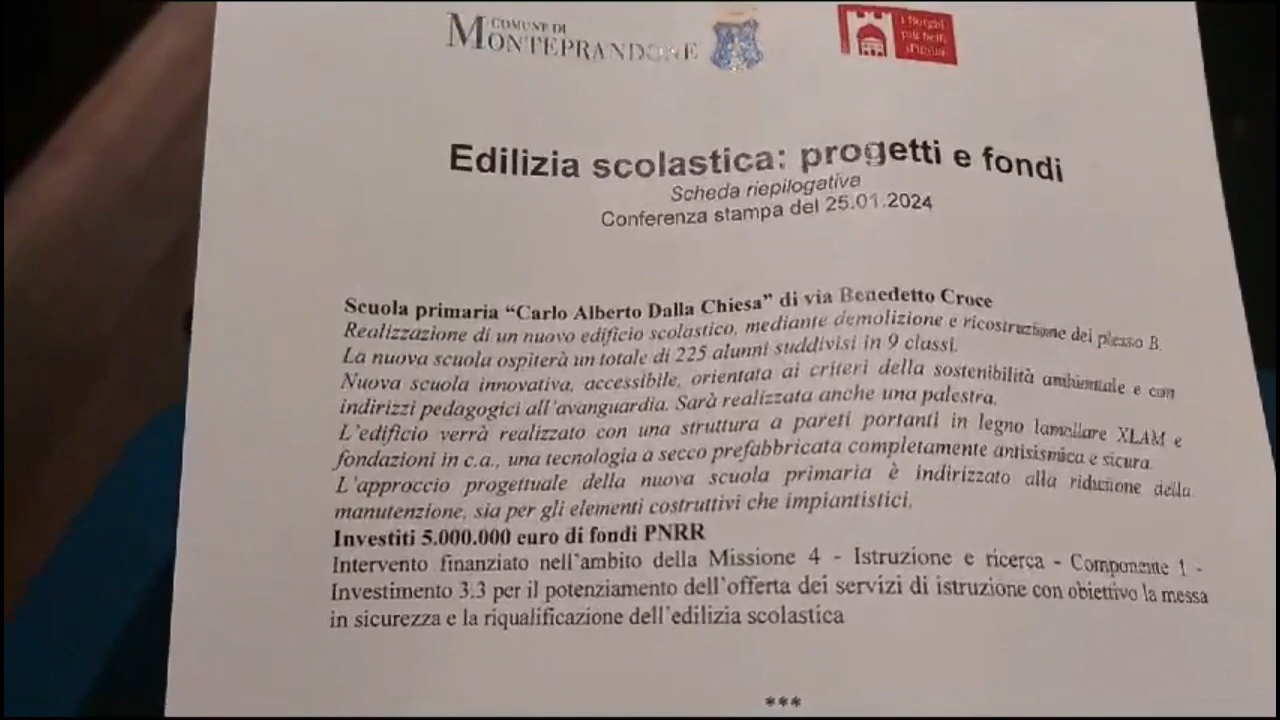 COMUNE DI
MONTEPRANDONE
i Borghi
più belli
d'Italia
Edilizia scolastica: progetti e fondi
Scheda riepilogativa
Conferenza stampa del 25.01.2024
Scuola primaria “Carlo Alberto Dalla Chiesa” di via Benedetto Croce
Realizzazione di un nuovo edificio scolastico, mediante demolizione e ricostruzione del plesso B.
La nuova scuola ospiterà un totale di 225 alunni suddivisi in 9 classi.
Nuova scuola innovativa, accessibile, orientata ai criteri della sostenibilità ambientale e con
indirizzi pedagogici all’avanguardia. Sarà realizzata anche una palestra.
L’edificio verrà realizzato con una struttura a pareti portanti in legno lamellare XLAM e
fondazioni in c.a., una tecnologia a secco prefabbricata completamente antisismica e sicura.
L’approccio progettuale della nuova scuola primaria è indirizzato alla riduzione della
manutenzione, sia per gli elementi costruttivi che impiantistici.
Investiti 5.000.000 euro di fondi PNRR
Intervento finanziato nell’ambito della Missione 4 - Istruzione e ricerca - Componente 1 -
Investimento 3.3 per il potenziamento dell’offerta dei servizi di istruzione con obiettivo la messa
in sicurezza e la riqualificazione dell’edilizia scolastica
***